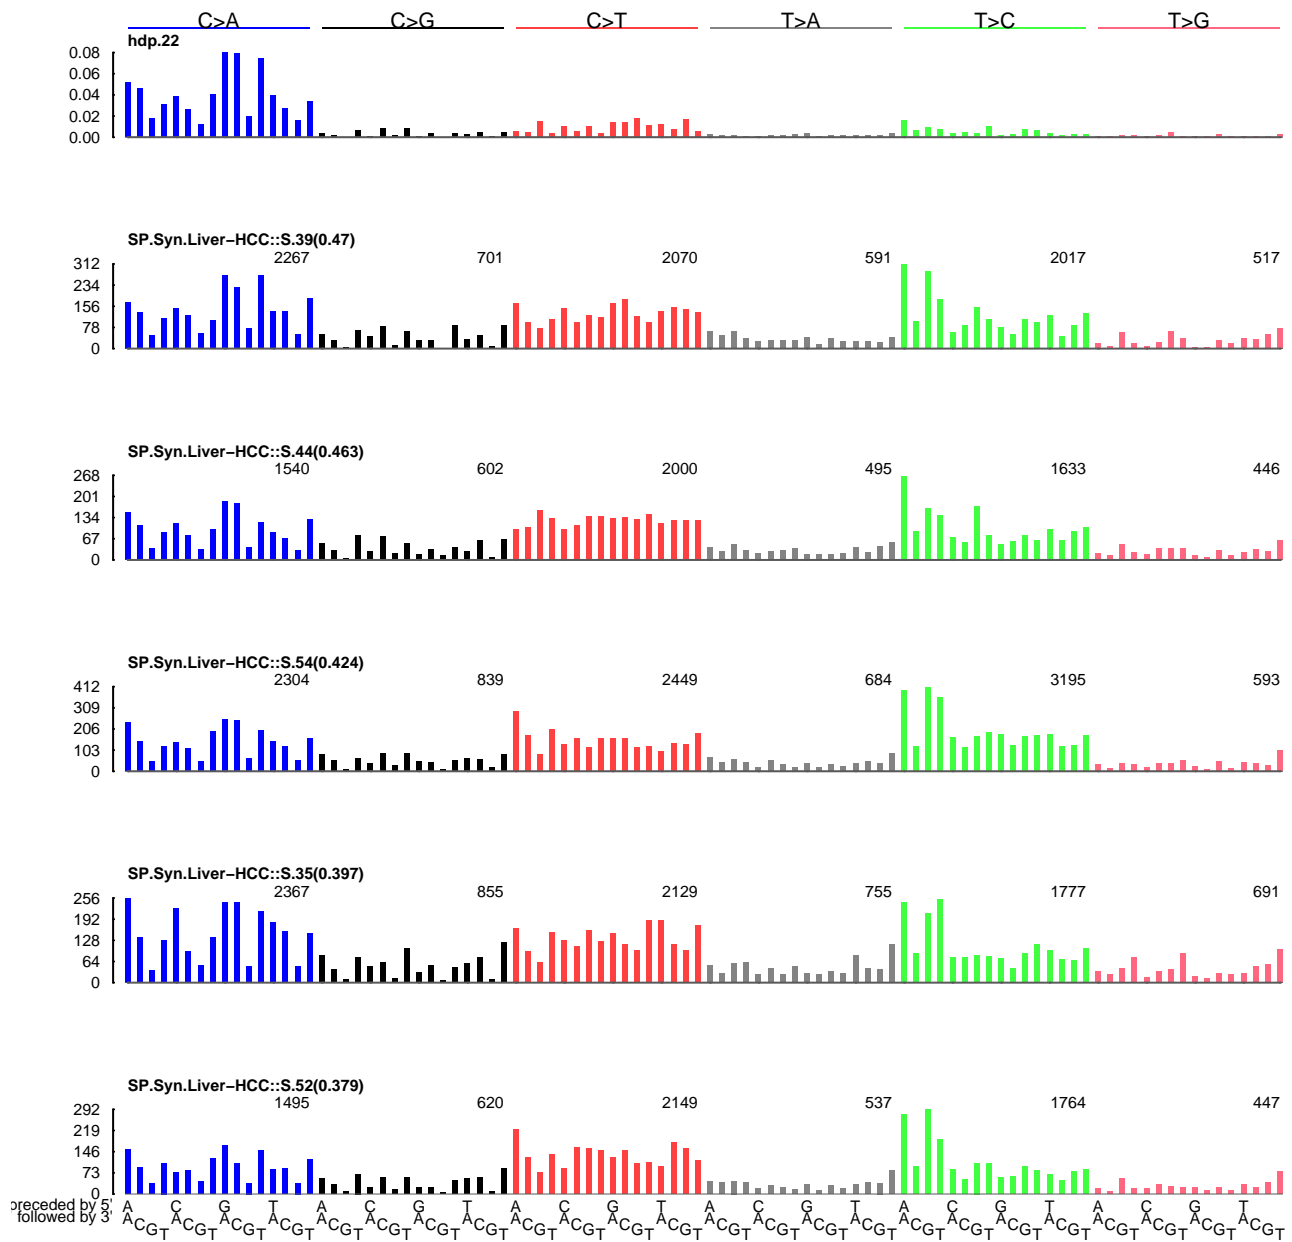 C>A C>G C>T T>A T>C T>G
hdp.22
0.08
0.06
0.04
0.02
0.00
SP.Syn.Liver−HCC::S.39(0.47)
2267 701 2070 591 2017 517
312
234
156
78
0
SP.Syn.Liver−HCC::S.44(0.463)
1540 602 2000 495 1633 446
268
201
134
67
0
SP.Syn.Liver−HCC::S.54(0.424)
2304 839 2449 684 3195 593
412
309
206
103
0
SP.Syn.Liver−HCC::S.35(0.397)
2367 855 2129 755 1777 691
256
192
128
64
0
SP.Syn.Liver−HCC::S.52(0.379)
1495 620 2149 537 1764 447
292
219
146
73
0
preceded by 5' A C G T A C G T A C G T A C G T A C G T A C G T
followed by 3' A C G T A C G T A C G T A C G T A C G T A C G T A C G T A C G T A C G T A C G T A C G T A C G T A C G T A C G T A C G T A C G T A C G T A C G T A C G T A C G T A C G T A C G T A C G T A C G T